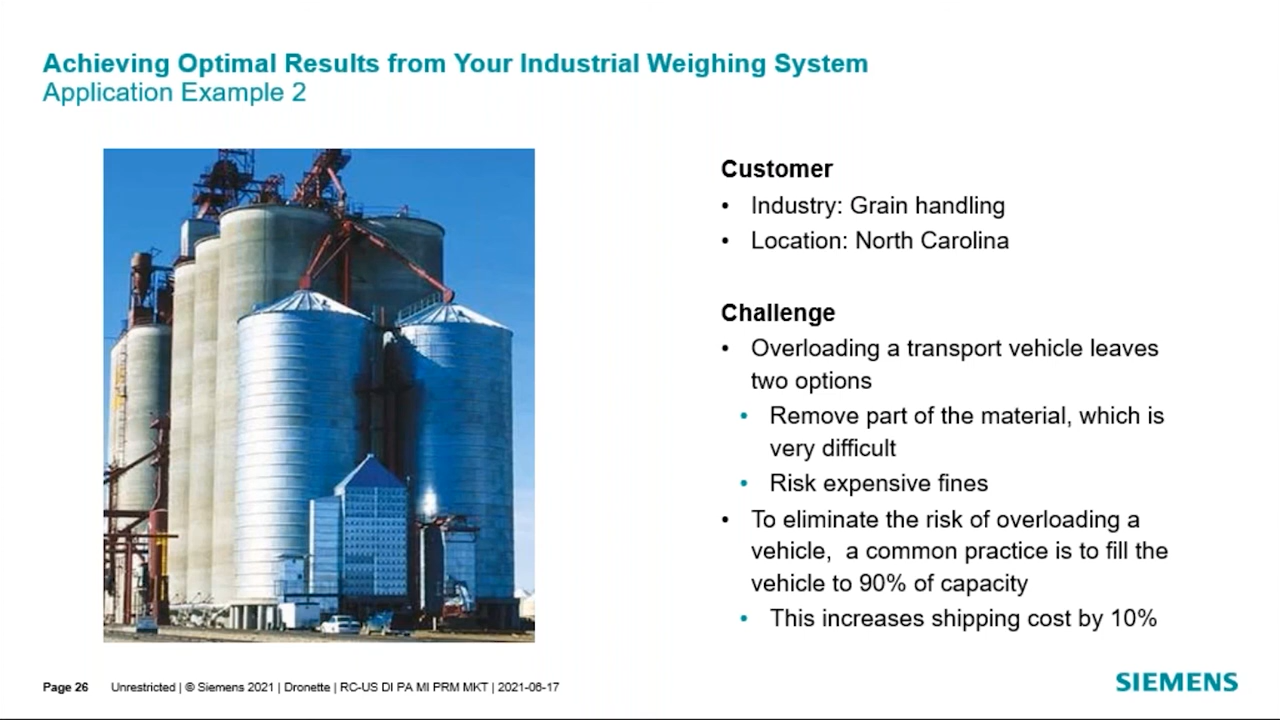 Achieving Optimal Results from Your Industrial Weighing System
Application Example 2
Customer
• Industry: Grain handling
• Location: North Carolina
Challenge
• Overloading a transport vehicle leaves
two options
• Remove part of the material, which is
very difficult
• Risk expensive fines
• To eliminate the risk of overloading a
vehicle,  a common practice is to fill the
vehicle to 90% of capacity
• This increases shipping cost by 10%
Page 26 Unrestricted | © Siemens 2021 | Dronette | RC-US DI PA MI PRM MKT | 2021-06-17
SIEMENS